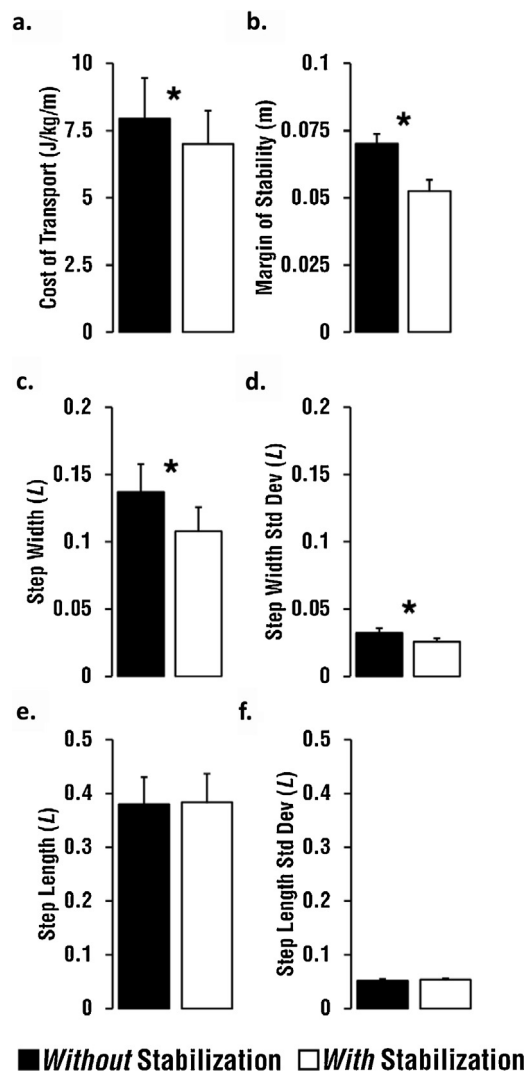 a.
b.
Cost of Transport (J/kg/m)
10
7.5
5
2.5
0
*
Margin of Stability (m)
0.1
0.075
0.05
0.025
0
*
c.
d.
Step Width (L)
0.2
0.15
0.1
0.05
0
*
Step Width Std Dev (L)
0.2
0.15
0.1
0.05
0
*
e.
f.
Step Length (L)
0.5
0.4
0.3
0.2
0.1
0
Step Length Std Dev (L)
0.5
0.4
0.3
0.2
0.1
0
Without Stabilization
With Stabilization